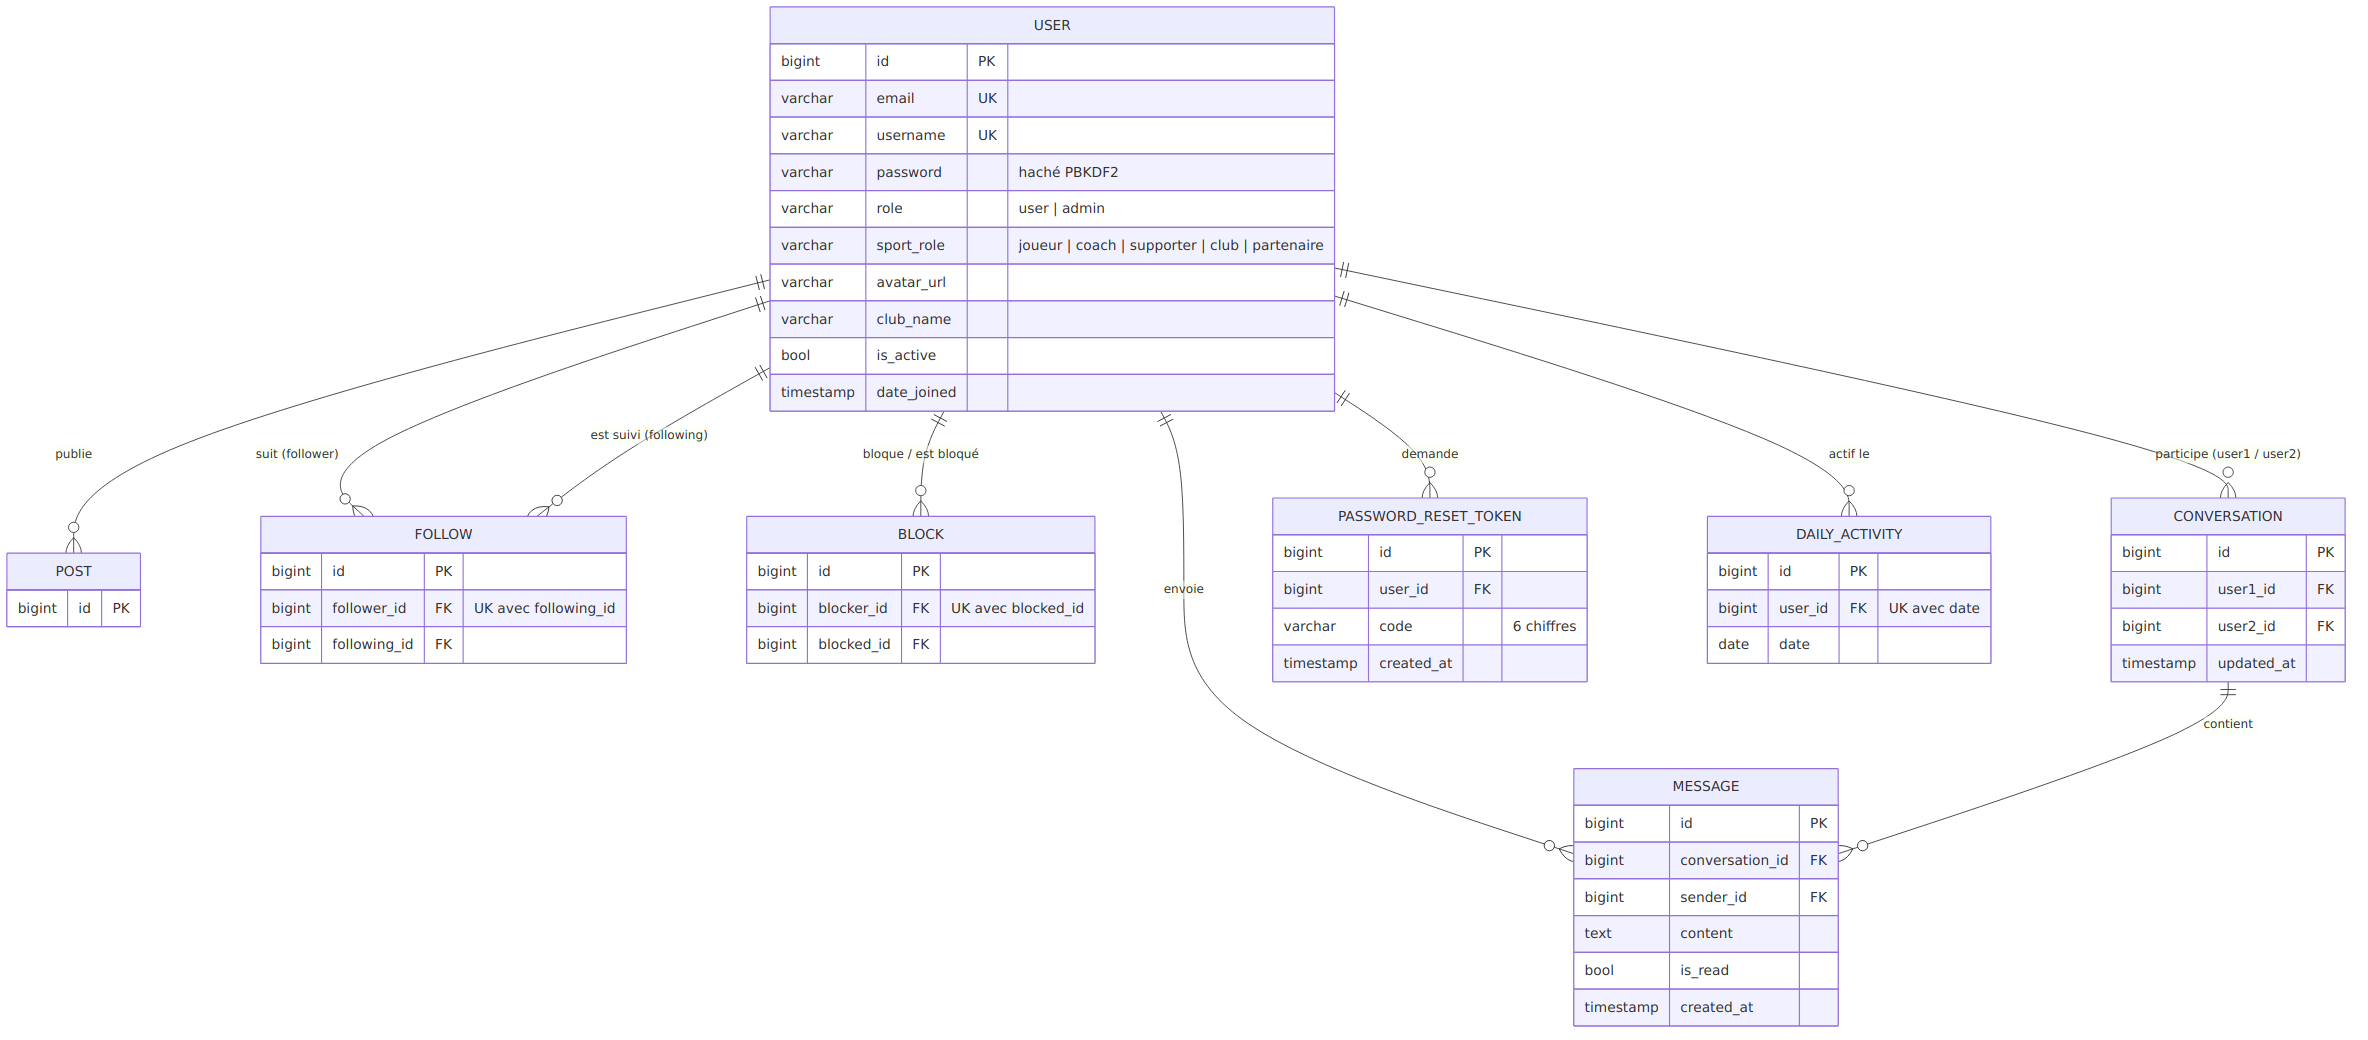 USER
bigint id PK
varchar email UK
varchar username UK
varchar password haché PBKDF2
varchar role user | admin
varchar sport_role joueur | coach | supporter | club | partenaire
varchar avatar_url
varchar club_name
bool is_active
timestamp date_joined
publie
suit (follower)
est suivi (following)
bloque / est bloqué
envoie
demande
actif le
participe (user1 / user2)
POST
bigint id PK
FOLLOW
bigint id PK
bigint follower_id FK UK avec following_id
bigint following_id FK
BLOCK
bigint id PK
bigint blocker_id FK UK avec blocked_id
bigint blocked_id FK
PASSWORD_RESET_TOKEN
bigint id PK
bigint user_id FK
varchar code 6 chiffres
timestamp created_at
DAILY_ACTIVITY
bigint id PK
bigint user_id FK UK avec date
date date
CONVERSATION
bigint id PK
bigint user1_id FK
bigint user2_id FK
timestamp updated_at
contient
MESSAGE
bigint id PK
bigint conversation_id FK
bigint sender_id FK
text content
bool is_read
timestamp created_at